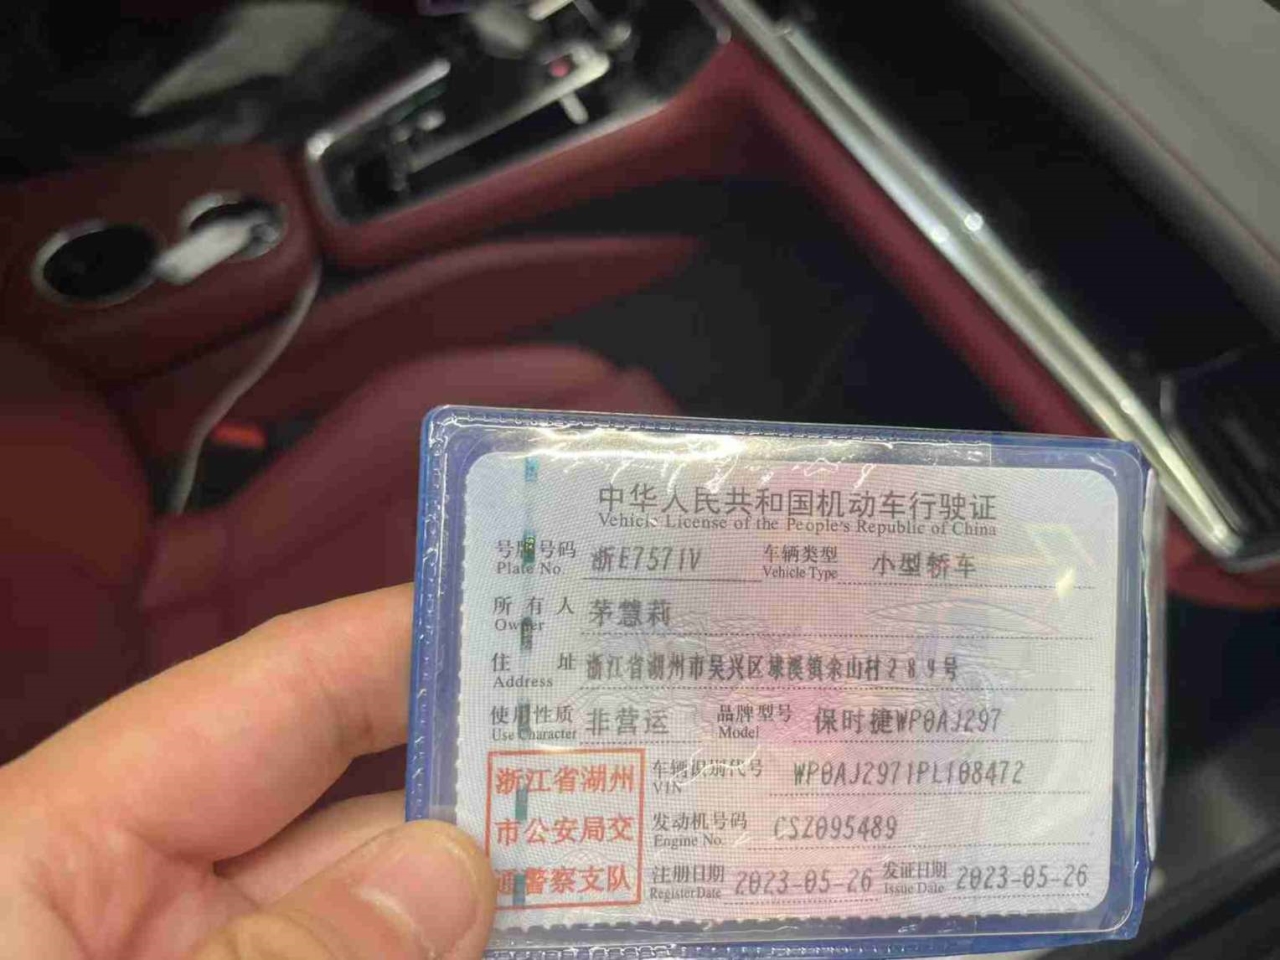 中华人民共和国机动车行驶证
Vehicle License of the People's Republic of China
号牌号码 浙E7571V 车辆类型 小型轿车
Plate No. Vehicle Type
所有人 茅慧莉
Owner
住址 浙江省湖州市吴兴区埭溪镇余山村289号
Address
使用性质 非营运 品牌型号 保时捷WP0AJ297
Use Character Model
浙江省湖州
市公安局交
通警察支队
车辆识别代号 WP0AJ2971PL108472
VIN
发动机号码 CSZ095489
Engine No.
注册日期 2023-05-26 发证日期 2023-05-26
Register Date Issue Date